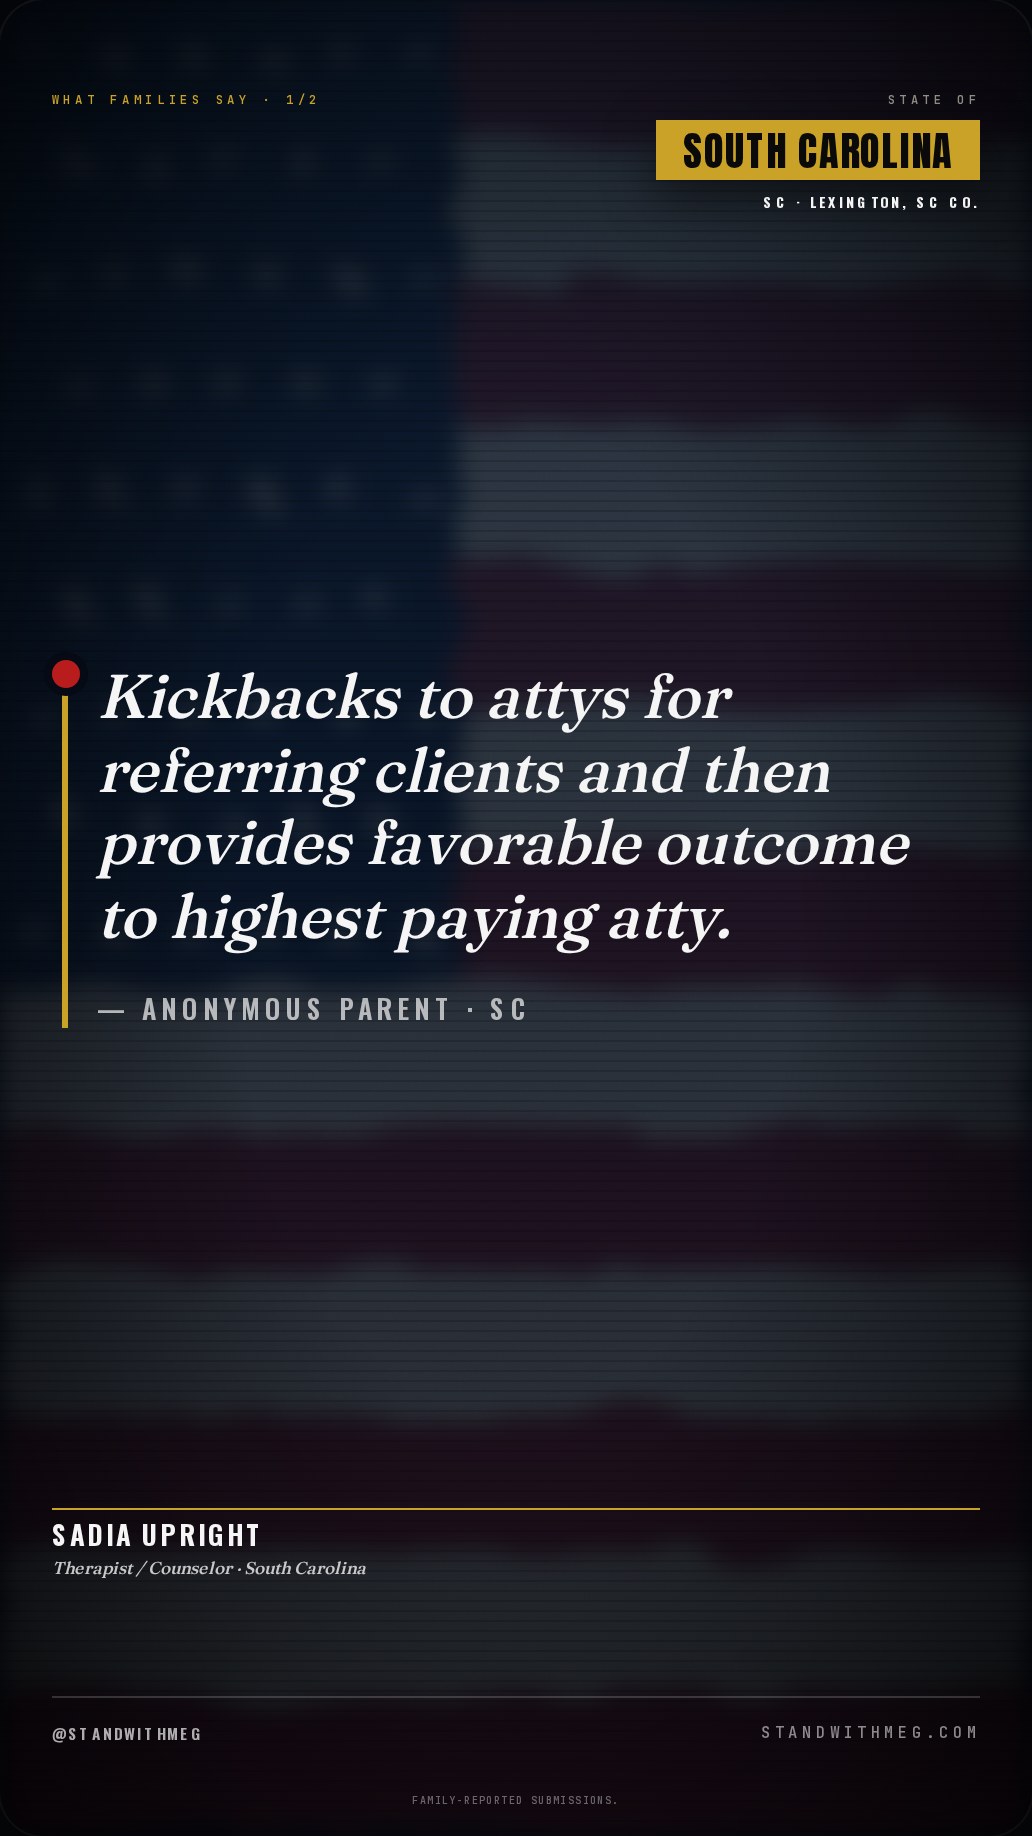 WHAT FAMILIES SAY · 1/2
STATE OF
SOUTH CAROLINA
SC · LEXINGTON, SC CO.
Kickbacks to attys for
referring clients and then
provides favorable outcome
to highest paying atty.
— ANONYMOUS PARENT · SC
SADIA UPRIGHT
Therapist / Counselor · South Carolina
@STANDWITHMEG
STANDWITHMEG.COM
FAMILY-REPORTED SUBMISSIONS.